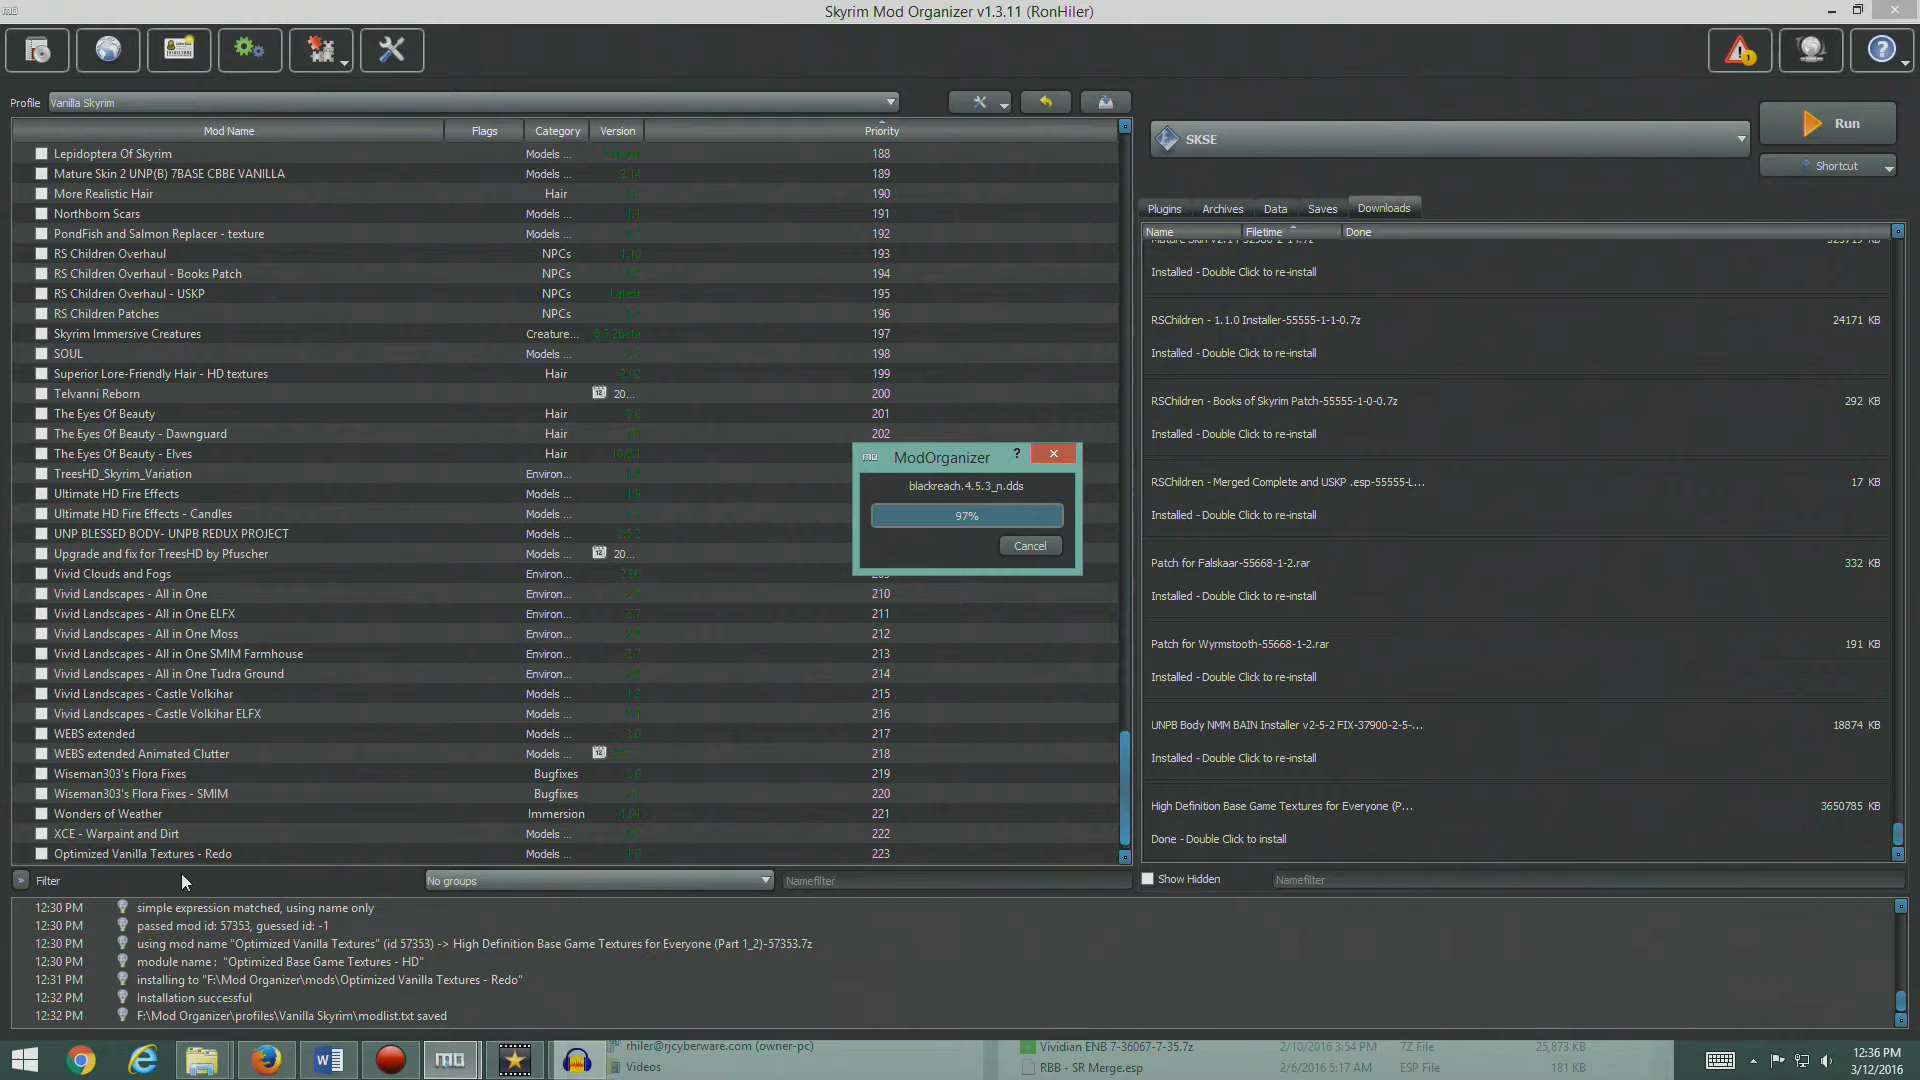 Skyrim Mod Organizer v1.3.11 (RonHiler)
Profile Vanilla Skyrim
Mod Name Flags Category Version Priority
Lepidoptera Of Skyrim Models ... 188
Mature Skin 2 UNP(B) 7BASE CBBE VANILLA Models ... 189
More Realistic Hair Hair 190
Northborn Scars Models ... 191
PondFish and Salmon Replacer - texture Models ... 192
RS Children Overhaul NPCs 193
RS Children Overhaul - Books Patch NPCs 194
RS Children Overhaul - USKP NPCs Latest 195
RS Children Patches NPCs 196
Skyrim Immersive Creatures Creature... 197
SOUL Models ... 198
Superior Lore-Friendly Hair - HD textures Hair 2.02 199
Telvanni Reborn 20... 200
The Eyes Of Beauty Hair 201
The Eyes Of Beauty - Dawnguard Hair 202
The Eyes Of Beauty - Elves Hair
TreesHD_Skyrim_Variation Environ...
Ultimate HD Fire Effects Environ...
Ultimate HD Fire Effects - Candles Environ...
UNP BLESSED BODY- UNPB REDUX PROJECT Models ...
Upgrade and fix for TreesHD by Pfuscher Models ... 20...
Vivid Clouds and Fogs Environ... 209
Vivid Landscapes - All in One Environ... 210
Vivid Landscapes - All in One ELFX Environ... 211
Vivid Landscapes - All in One Moss Environ... 212
Vivid Landscapes - All in One SMIM Farmhouse Environ... 213
Vivid Landscapes - All in One Tudra Ground Environ... 214
Vivid Landscapes - Castle Volkihar Models ... 215
Vivid Landscapes - Castle Volkihar ELFX Models ... 216
WEBS extended Models ... 217
WEBS extended Animated Clutter Models ... 218
Wiseman303's Flora Fixes Bugfixes 219
Wiseman303's Flora Fixes - SMIM Bugfixes 220
Wonders of Weather Immersion 1.01 221
XCE - Warpaint and Dirt Models ... 222
Optimized Vanilla Textures - Redo Models ... 223
Filter No groups Namefilter
ModOrganizer ?
blackreach.4.5.3_n.dds
97%
Cancel
SKSE
Run
Shortcut
Plugins Archives Data Saves Downloads
Name Filetime Done
Installed - Double Click to re-install
RSChildren - 1.1.0 Installer-55555-1-1-0.7z 24171 KB
Installed - Double Click to re-install
RSChildren - Books of Skyrim Patch-55555-1-0-0.7z 292 KB
Installed - Double Click to re-install
RSChildren - Merged Complete and USKP .esp-55555-L... 17 KB
Installed - Double Click to re-install
Patch for Falskaar-55668-1-2.rar 332 KB
Installed - Double Click to re-install
Patch for Wyrmstooth-55668-1-2.rar 191 KB
Installed - Double Click to re-install
UNPB Body NMM BAIN Installer v2-5-2 FIX-37900-2-5-... 18874 KB
Installed - Double Click to re-install
High Definition Base Game Textures for Everyone (P... 3650785 KB
Done - Double Click to install
Show Hidden Namefilter
12:30 PM simple expression matched, using name only
12:30 PM passed mod id: 57353, guessed id: -1
12:30 PM using mod name "Optimized Vanilla Textures" (id 57353) -> High Definition Base Game Textures for Everyone (Part 1_2)-57353.7z
12:30 PM module name : "Optimized Base Game Textures - HD"
12:31 PM installing to "F:\Mod Organizer\mods\Optimized Vanilla Textures - Redo"
12:32 PM Installation successful
12:32 PM F:\Mod Organizer\profiles\Vanilla Skyrim\modlist.txt saved
rhiler@rjcyberware.com (owner-pc)
Videos
Vividian ENB 7-36067-7-35.7z 2/10/2016 3:54 PM 7Z File 25,873 KB
RBB - SR Merge.esp 2/6/2016 5:17 AM ESP File 181 KB
12:36 PM
3/12/2016